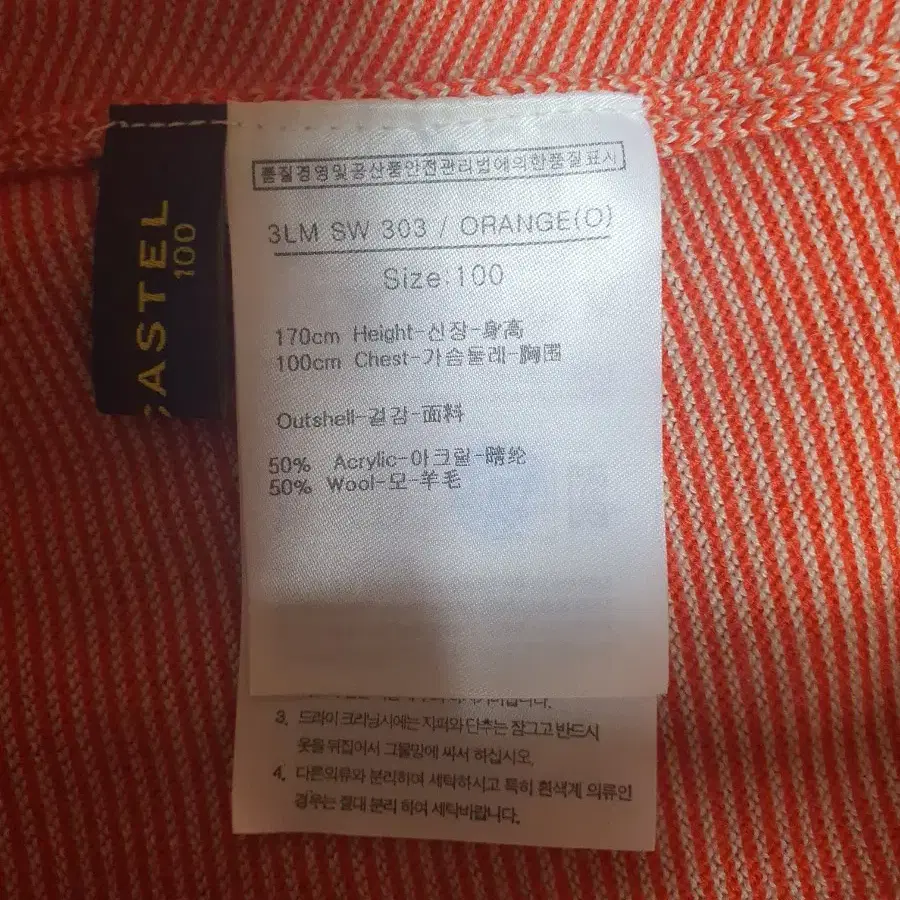 품질경영및공산품안전관리법에의한품질표시
3LM SW 303 / ORANGE(O)
Size:100
170cm Height-신장-身高
100cm Chest-가슴둘레-胸围
Outshell-겉감-面料
50% Acrylic-아크릴-晴纶
50% Wool-모-羊毛
CASTEL
100
3. 드라이 크리닝시에는 지퍼와 단추는 잠그고 반드시
옷을 뒤집어서 그물망에 싸서 하십시오.
4. 다른의류와 분리하여 세탁하시고 특히 흰색계 의류인
경우는 절대 분리 하여 세탁바랍니다.